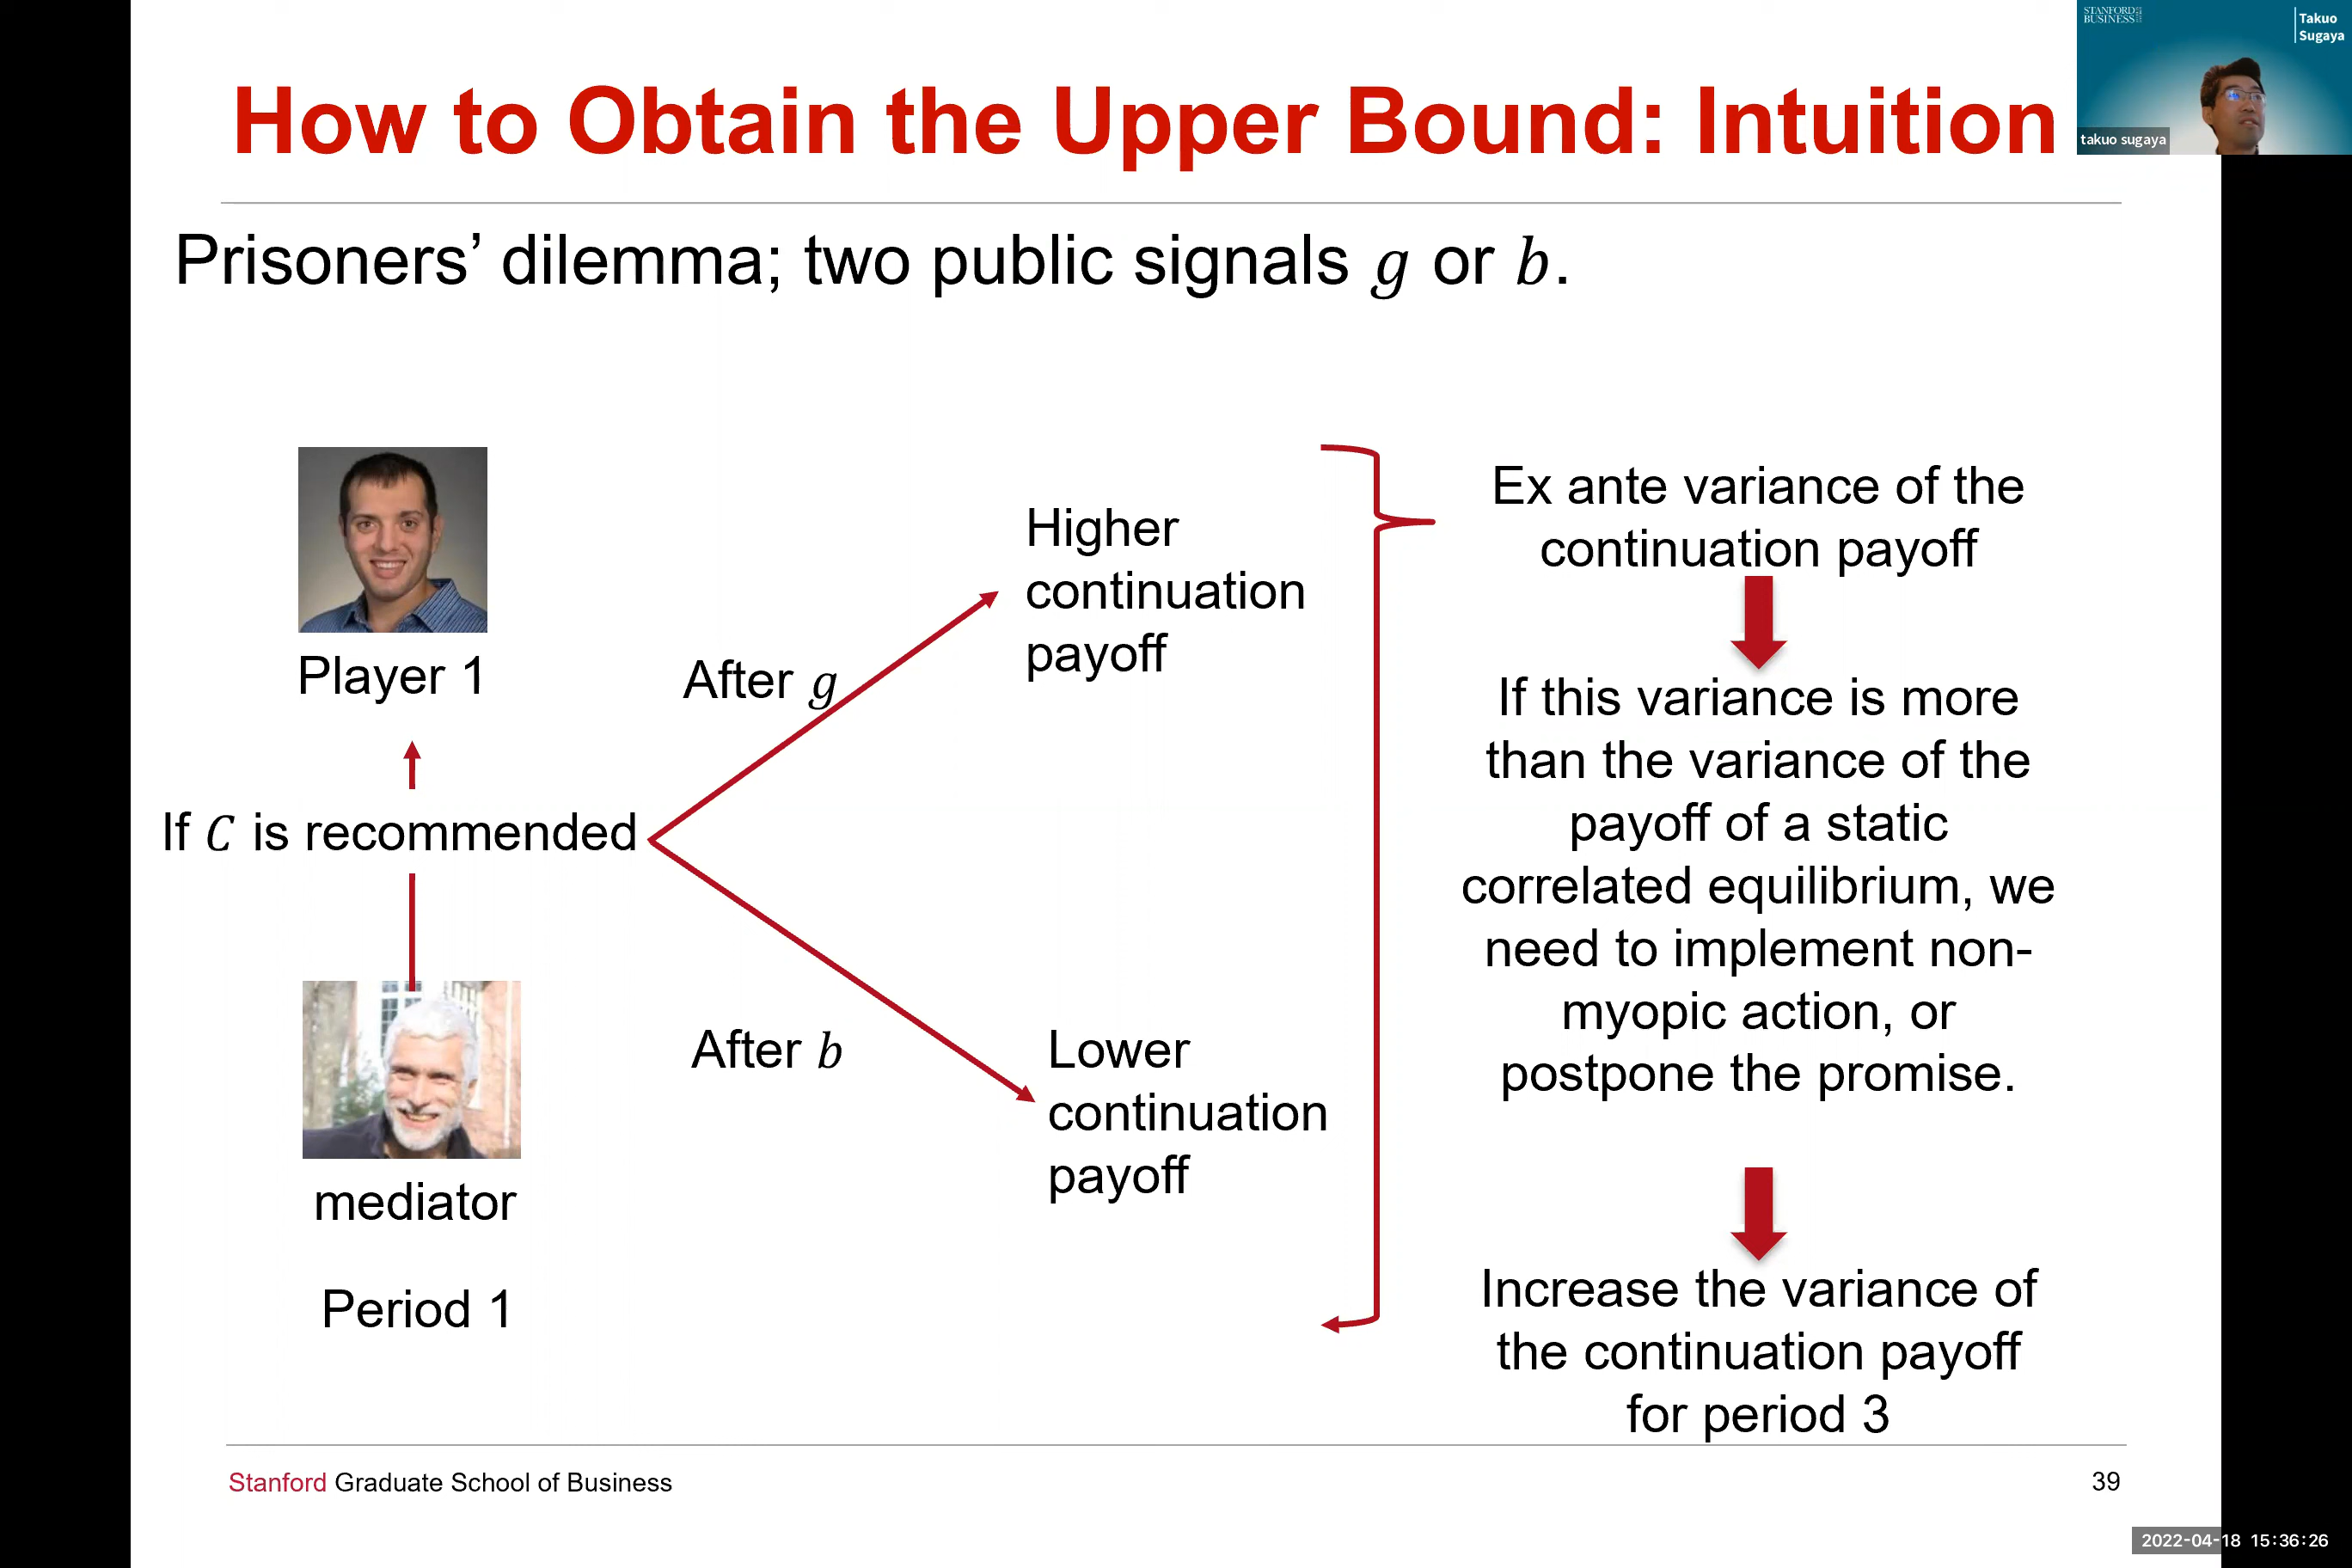 STANFORD
BUSINESS
Takuo
Sugaya
takuo sugaya
How to Obtain the Upper Bound: Intuition
Prisoners’ dilemma; two public signals g or b.
Player 1
If C is recommended
mediator
Period 1
After g
After b
Higher
continuation
payoff
Lower
continuation
payoff
Ex ante variance of the
continuation payoff
If this variance is more
than the variance of the
payoff of a static
correlated equilibrium, we
need to implement non-
myopic action, or
postpone the promise.
Increase the variance of
the continuation payoff
for period 3
Stanford Graduate School of Business
39
2022-04-18 15:36:26